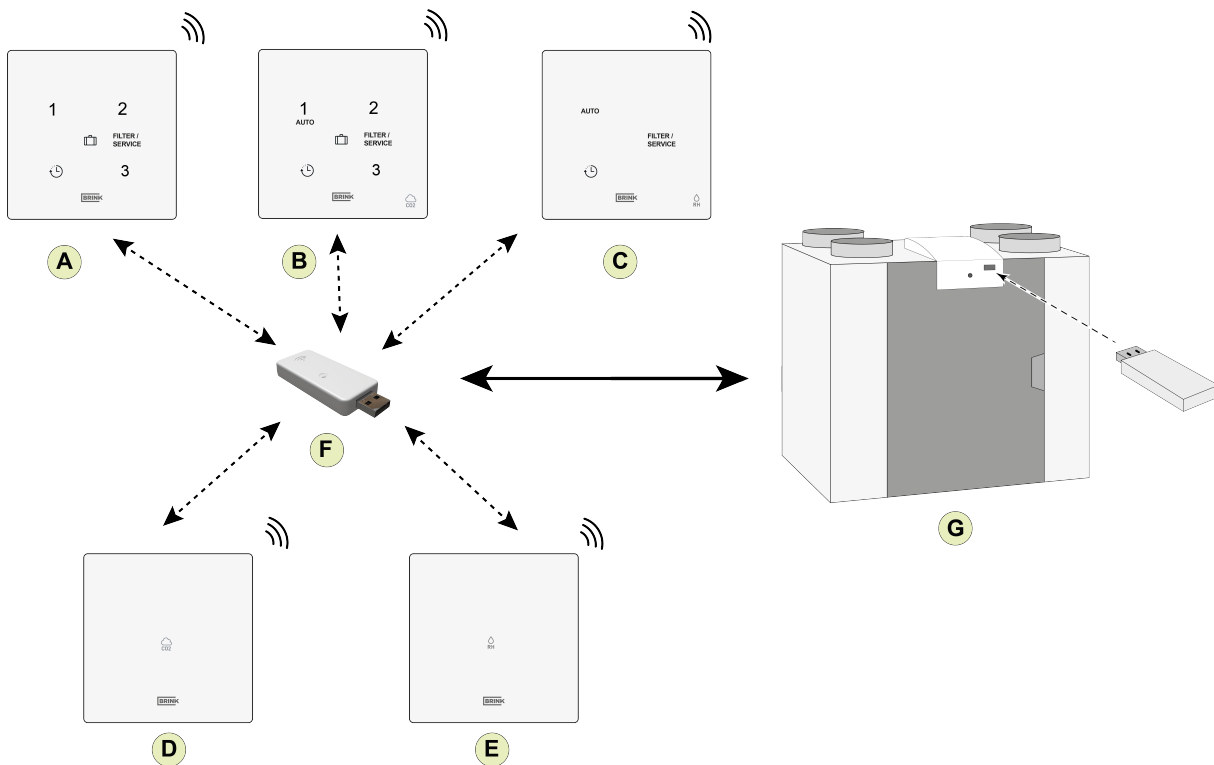 1 2
FILTER /
SERVICE
3
BRINK
A
1 2
AUTO
FILTER /
SERVICE
3
BRINK
CO2
B
AUTO
FILTER /
SERVICE
BRINK
RH
C
F
G
CO2
BRINK
D
RH
BRINK
E